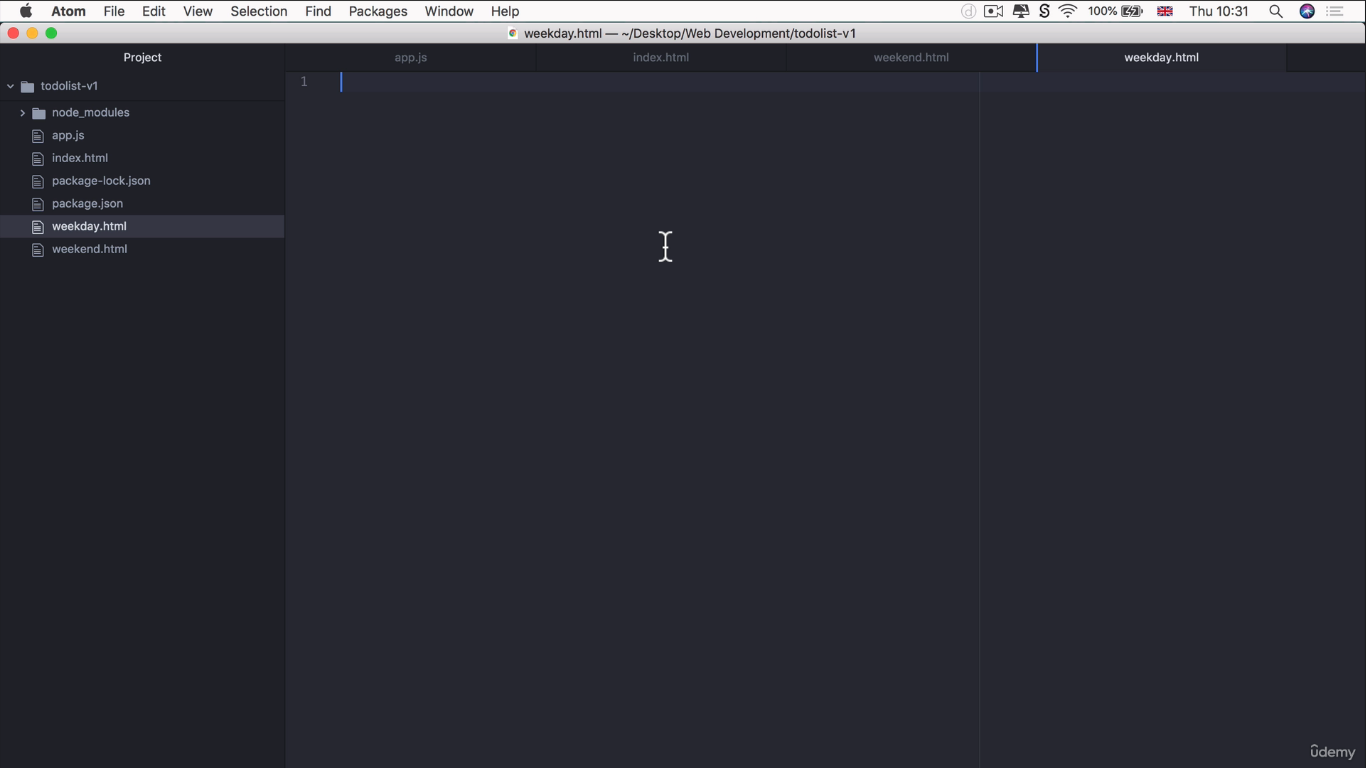 Atom File Edit View Selection Find Packages Window Help 100% Thu 10:31
weekday.html — ~/Desktop/Web Development/todolist-v1
Project
app.js index.html weekend.html weekday.html
todolist-v1
1
node_modules
app.js
index.html
package-lock.json
package.json
weekday.html
weekend.html
ûdemy